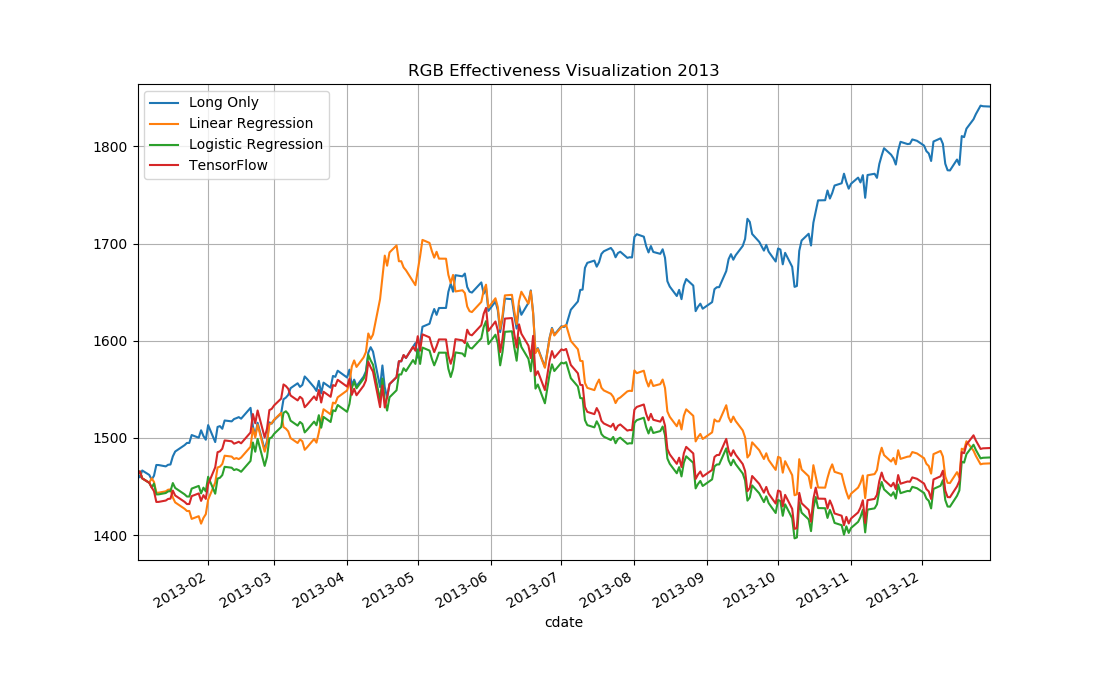 RGB Effectiveness Visualization 2013
Long Only
Linear Regression
Logistic Regression
TensorFlow
1800
1700
1600
1500
1400
2013-02
2013-03
2013-04
2013-05
2013-06
2013-07
2013-08
2013-09
2013-10
2013-11
2013-12
cdate